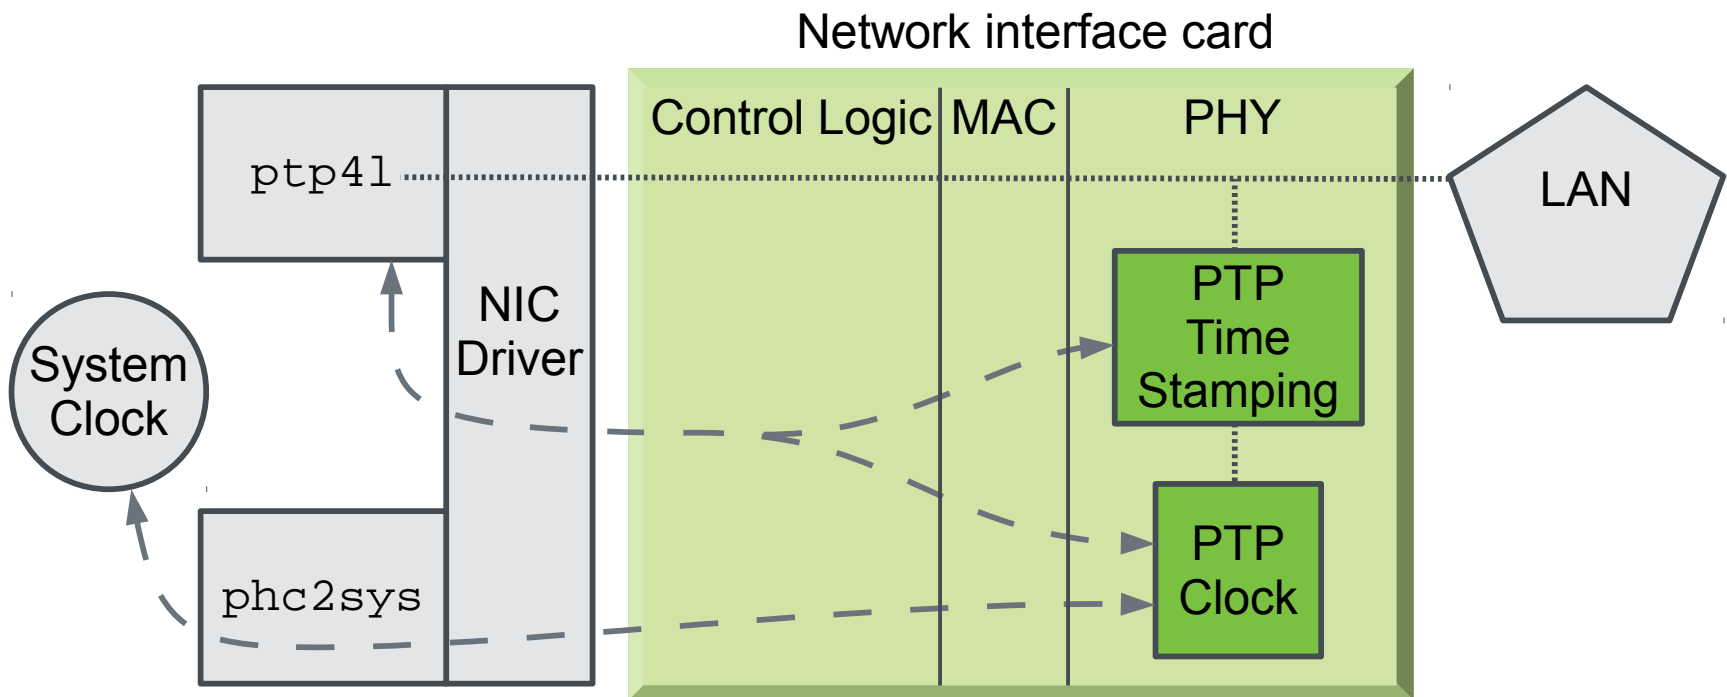 Network interface card
Control Logic
MAC
PHY
ptp4l
LAN
NIC
Driver
PTP
Time
Stamping
System
Clock
phc2sys
PTP
Clock